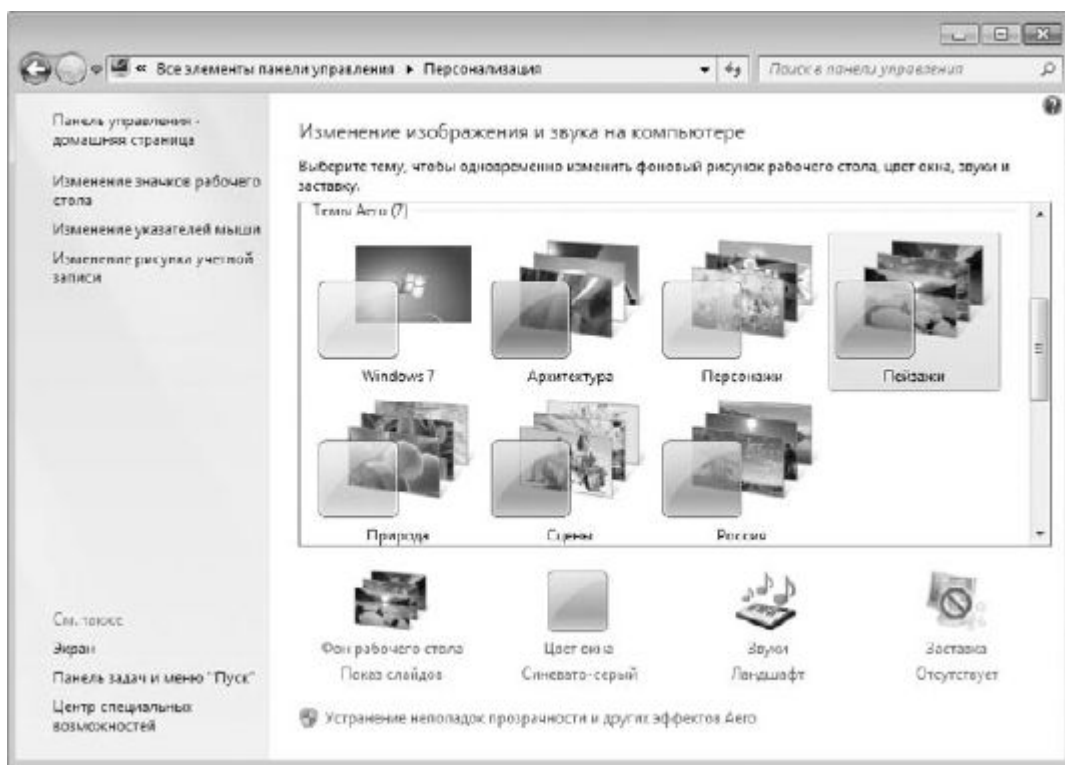 « Все элементы панели управления ▸ Персонализация
Поиск в панели управления
Панель управления -
домашняя страница
Изменение значков рабочего
стола
Изменение указателей мыши
Изменение рисунка учетной
записи
См. также
Экран
Панель задач и меню "Пуск"
Центр специальных
возможностей
Изменение изображения и звука на компьютере
Выберите тему, чтобы одновременно изменить фоновый рисунок рабочего стола, цвет окна, звуки и
заставку.
Темы Aero (7)
Windows 7
Архитектура
Персонажи
Пейзажи
Природа
Сцены
Россия
Фон рабочего стола
Показ слайдов
Цвет окна
Синевато-серый
Звуки
Ландшафт
Заставка
Отсутствует
Устранение неполадок прозрачности и других эффектов Aero